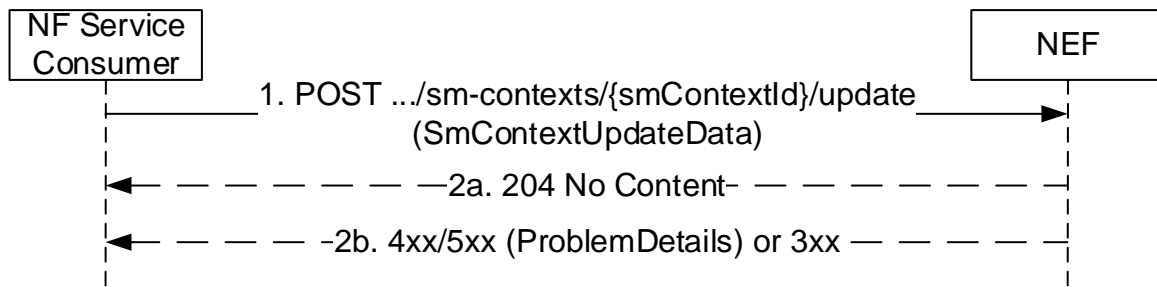 NF Service
Consumer
NEF
1. POST .../sm-contexts/{smContextId}/update
(SmContextUpdateData)
2a. 204 No Content
2b. 4xx/5xx (ProblemDetails) or 3xx